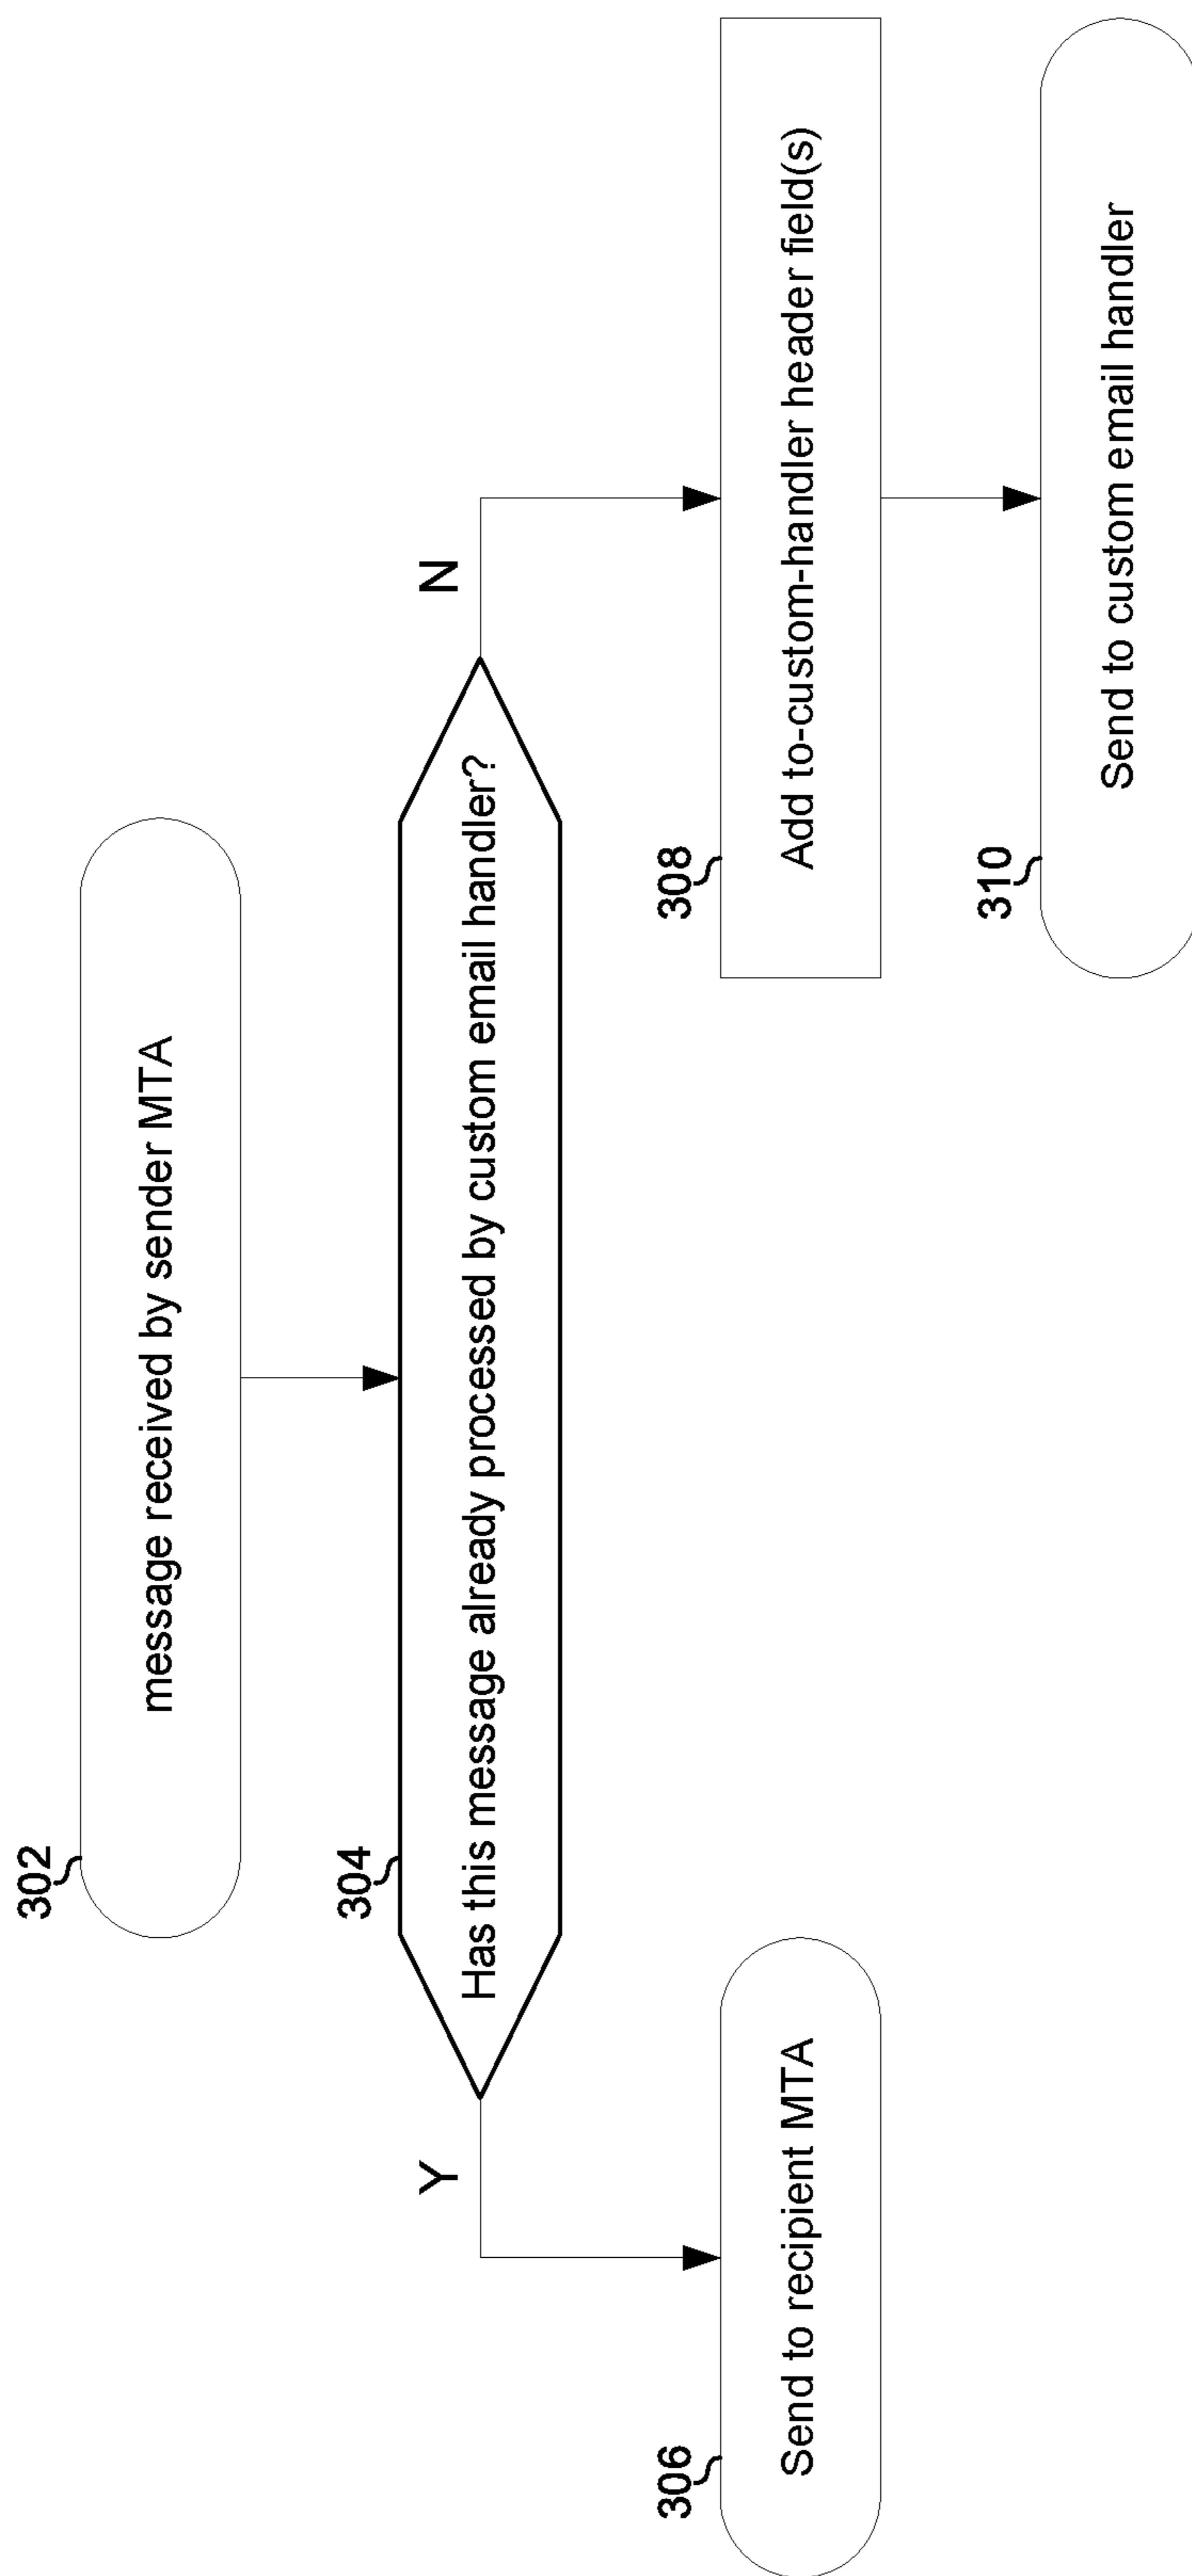 302
message received by sender MTA
304
Has this message already processed by custom email handler?
Y
N
306
Send to recipient MTA
308
Add to-custom-handler header field(s)
310
Send to custom email handler